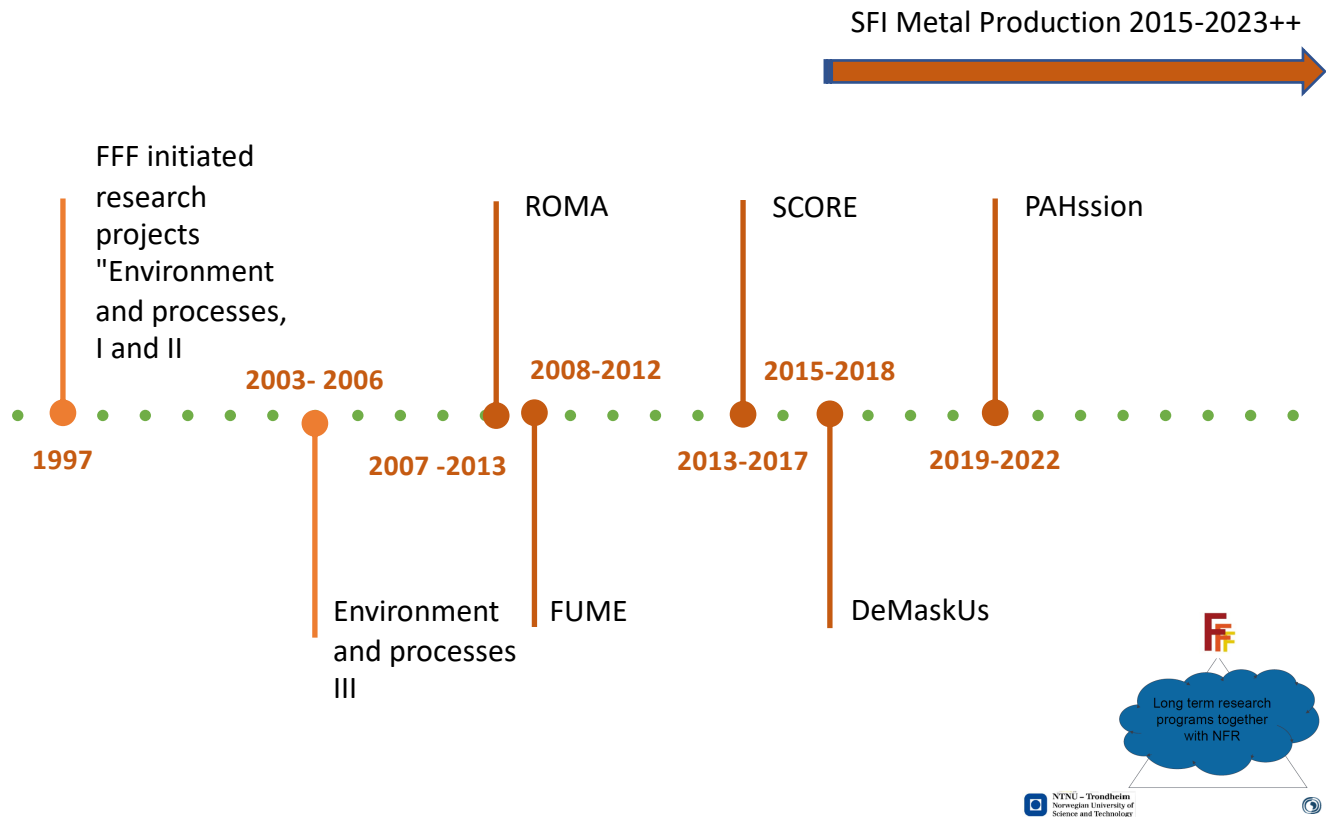 SFI Metal Production 2015-2023++
FFF initiated
research
projects
"Environment
and processes,
I and II
ROMA
SCORE
PAHssion
2003- 2006
2008-2012
2015-2018
1997
2007 -2013
2013-2017
2019-2022
Environment
and processes
III
FUME
DeMaskUs
FFF
Long term research
programs together
with NFR
NTNU – Trondheim
Norwegian University of
Science and Technology